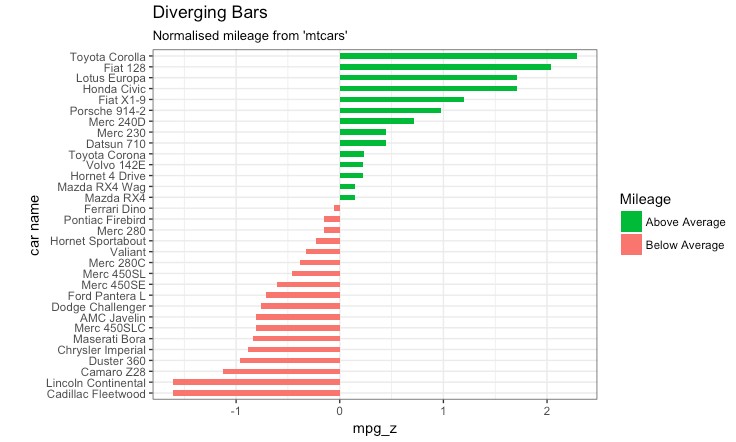 Diverging Bars
Normalised mileage from 'mtcars'
Toyota Corolla
Fiat 128
Lotus Europa
Honda Civic
Fiat X1-9
Porsche 914-2
Merc 240D
Merc 230
Datsun 710
Toyota Corona
Volvo 142E
Hornet 4 Drive
Mazda RX4 Wag
Mazda RX4
Ferrari Dino
Pontiac Firebird
Merc 280
Hornet Sportabout
Valiant
Merc 280C
Merc 450SL
Merc 450SE
Ford Pantera L
Dodge Challenger
AMC Javelin
Merc 450SLC
Maserati Bora
Chrysler Imperial
Duster 360
Camaro Z28
Lincoln Continental
Cadillac Fleetwood
car name
-1 0 1 2
mpg_z
Mileage
Above Average
Below Average